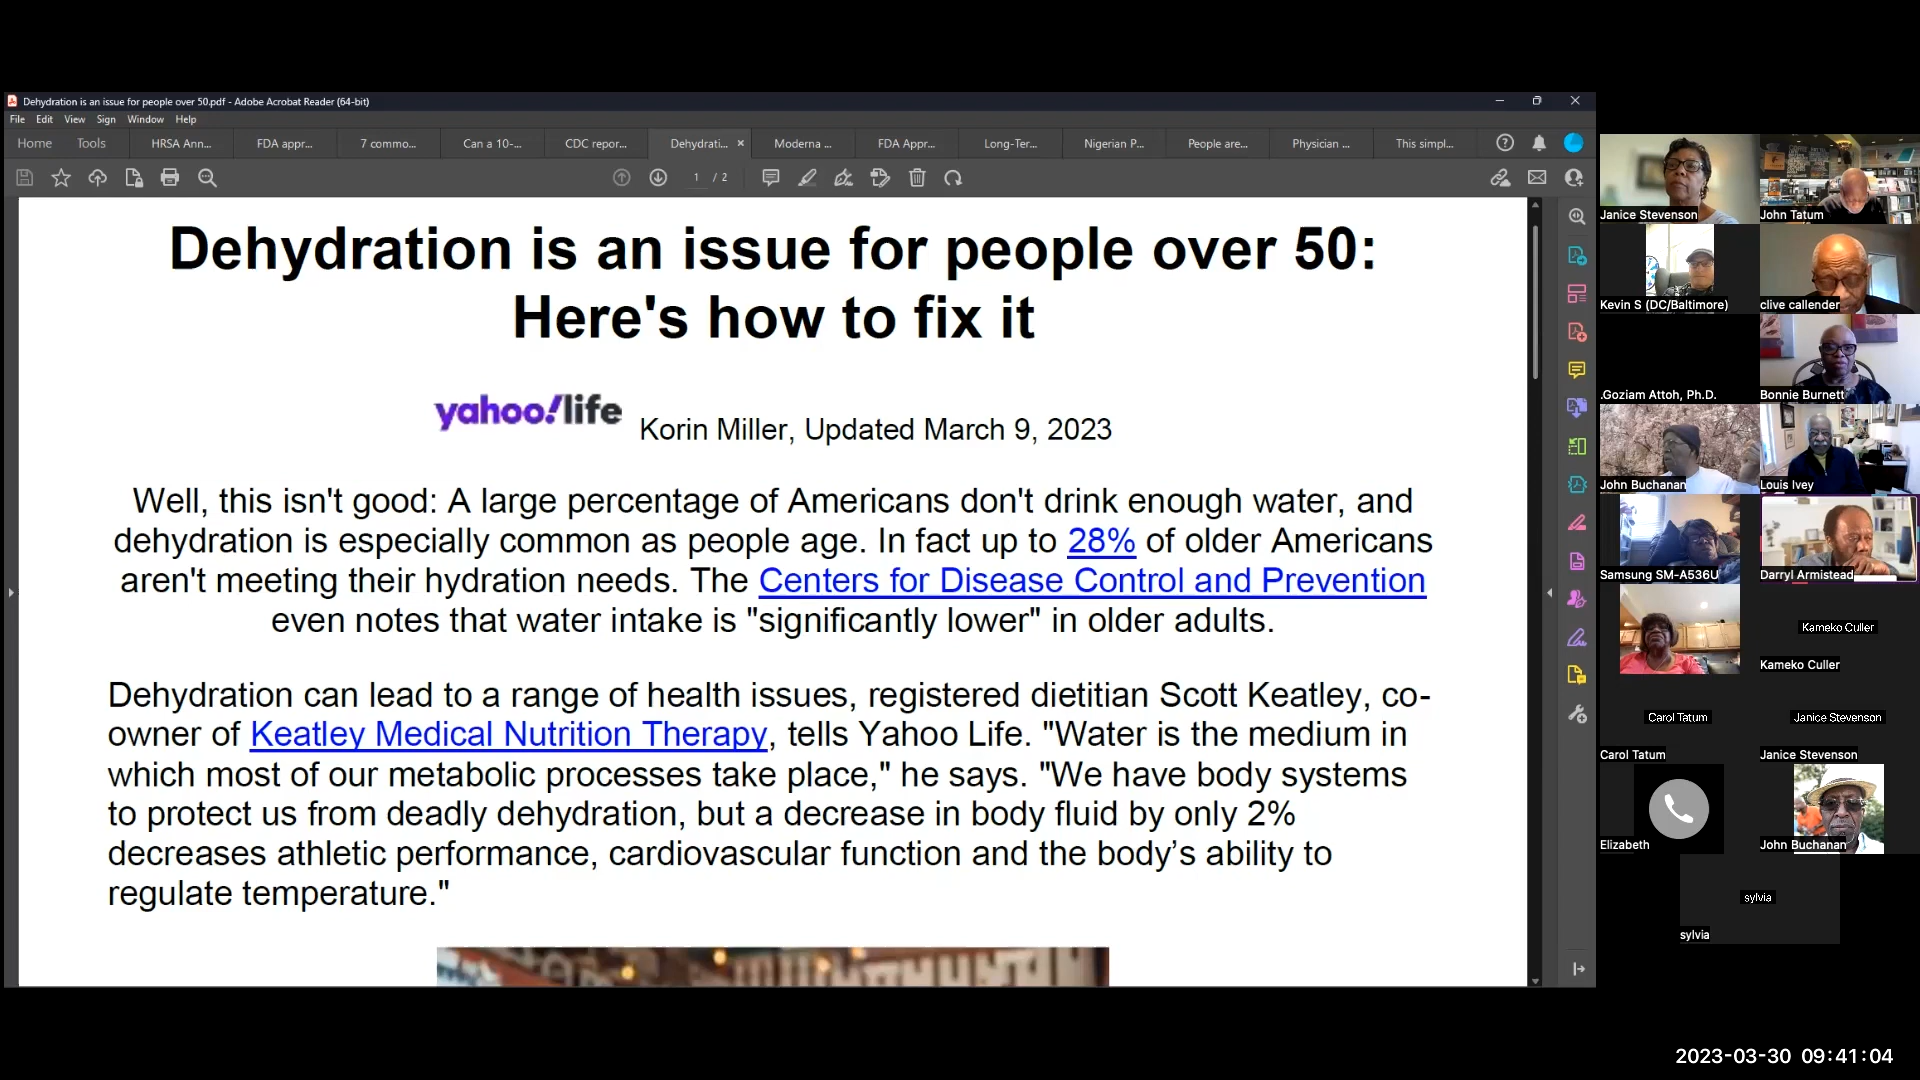 Dehydration is an issue for people over 50.pdf - Adobe Acrobat Reader (64-bit)
File Edit View Sign Window Help
Home Tools HRSA Ann... FDA appr... 7 commo... Can a 10-... CDC repor... Dehydrati... × Moderna ... FDA Appr... Long-Ter... Nigerian P... People are... Physician ... This simpl...
1 / 2
Dehydration is an issue for people over 50:
Here's how to fix it
yahoo!life Korin Miller, Updated March 9, 2023
Well, this isn't good: A large percentage of Americans don't drink enough water, and
dehydration is especially common as people age. In fact up to 28% of older Americans
aren't meeting their hydration needs. The Centers for Disease Control and Prevention
even notes that water intake is "significantly lower" in older adults.
Dehydration can lead to a range of health issues, registered dietitian Scott Keatley, co-
owner of Keatley Medical Nutrition Therapy, tells Yahoo Life. "Water is the medium in
which most of our metabolic processes take place," he says. "We have body systems
to protect us from deadly dehydration, but a decrease in body fluid by only 2%
decreases athletic performance, cardiovascular function and the body's ability to
regulate temperature."
Janice Stevenson
John Tatum
Kevin S (DC/Baltimore)
clive callender
.Goziam Attoh, Ph.D.
Bonnie Burnett
John Buchanan
Louis Ivey
Samsung SM-A536U
Darryl Armistead
Kameko Culler
Kameko Culler
Carol Tatum
Janice Stevenson
Carol Tatum
Janice Stevenson
Elizabeth
John Buchanan
sylvia
sylvia
2023-03-30 09:41:04